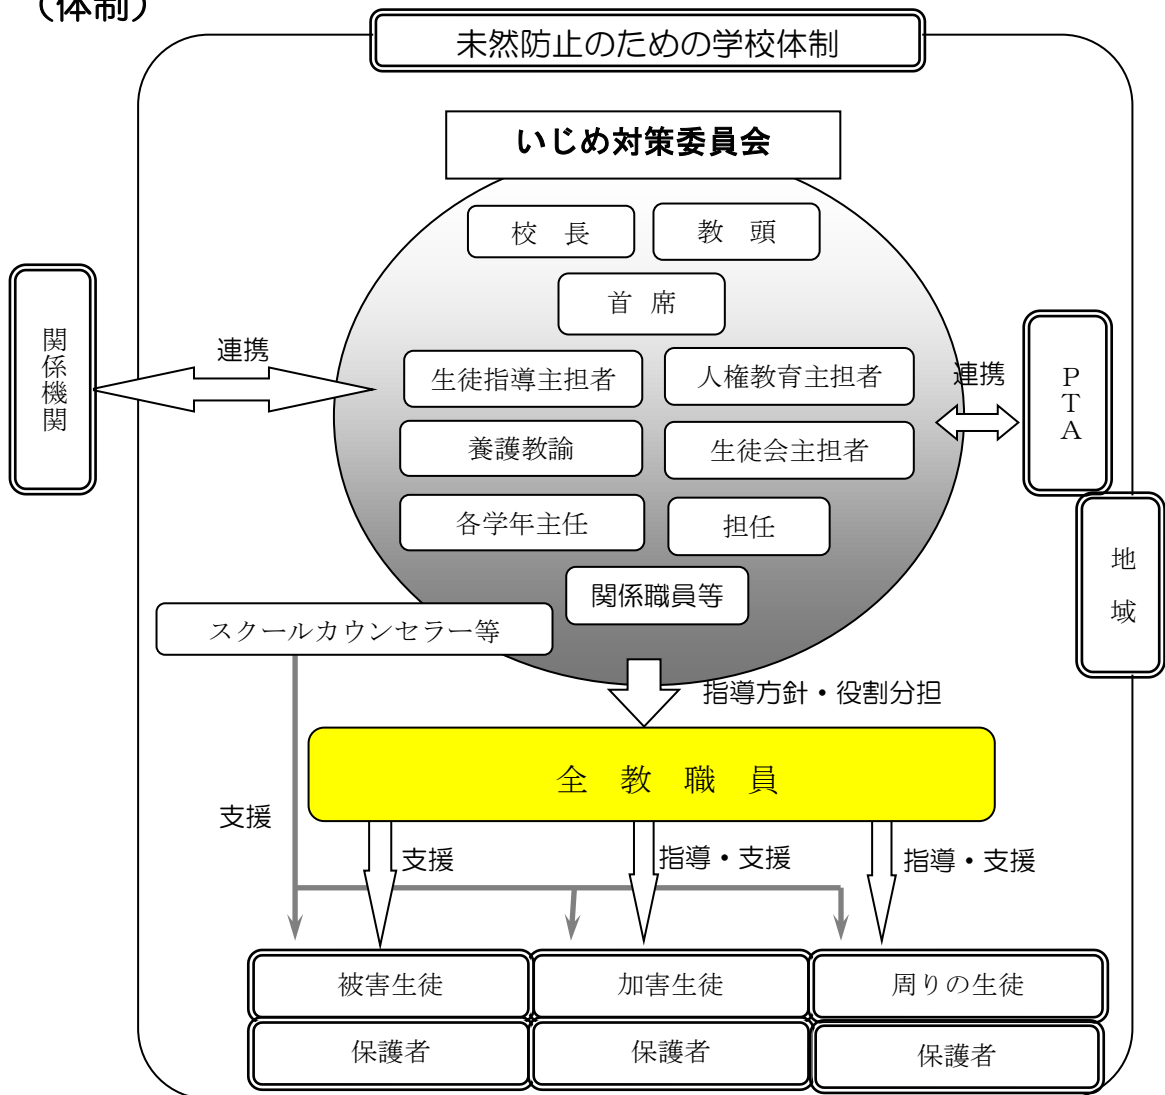 （体制）
未然防止のための学校体制
いじめ対策委員会
校　長
教　頭
首　席
関係機関
連携
生徒指導主担者
人権教育主担者
連携
PTA
養護教諭
生徒会主担者
各学年主任
担任
地域
関係職員等
スクールカウンセラー等
指導方針・役割分担
全　教　職　員
支援
支援
指導・支援
指導・支援
被害生徒
加害生徒
周りの生徒
保護者
保護者
保護者